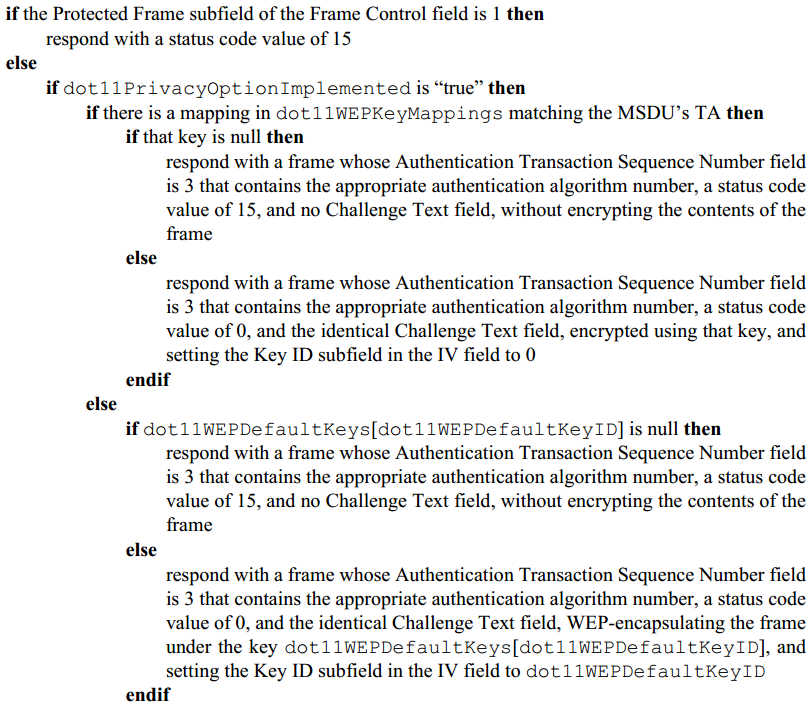 if the Protected Frame subfield of the Frame Control field is 1 then
respond with a status code value of 15
else
if dot11PrivacyOptionImplemented is “true” then
if there is a mapping in dot11WEPKeyMappings matching the MSDU’s TA then
if that key is null then
respond with a frame whose Authentication Transaction Sequence Number field
is 3 that contains the appropriate authentication algorithm number, a status code
value of 15, and no Challenge Text field, without encrypting the contents of the
frame
else
respond with a frame whose Authentication Transaction Sequence Number field
is 3 that contains the appropriate authentication algorithm number, a status code
value of 0, and the identical Challenge Text field, encrypted using that key, and
setting the Key ID subfield in the IV field to 0
endif
else
if dot11WEPDefaultKeys[dot11WEPDefaultKeyID] is null then
respond with a frame whose Authentication Transaction Sequence Number field
is 3 that contains the appropriate authentication algorithm number, a status code
value of 15, and no Challenge Text field, without encrypting the contents of the
frame
else
respond with a frame whose Authentication Transaction Sequence Number field
is 3 that contains the appropriate authentication algorithm number, a status code
value of 0, and the identical Challenge Text field, WEP-encapsulating the frame
under the key dot11WEPDefaultKeys[dot11WEPDefaultKeyID], and
setting the Key ID subfield in the IV field to dot11WEPDefaultKeyID
endif